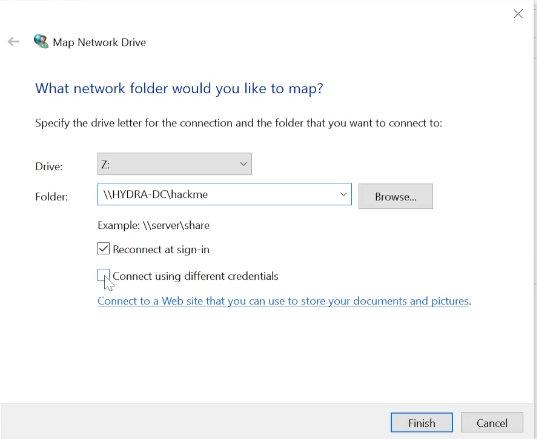 Map Network Drive
What network folder would you like to map?
Specify the drive letter for the connection and the folder that you want to connect to:
Drive: Z:
Folder: \\HYDRA-DC\hackme Browse...
Example: \\server\share
Reconnect at sign-in
Connect using different credentials
Connect to a Web site that you can use to store your documents and pictures.
Finish Cancel